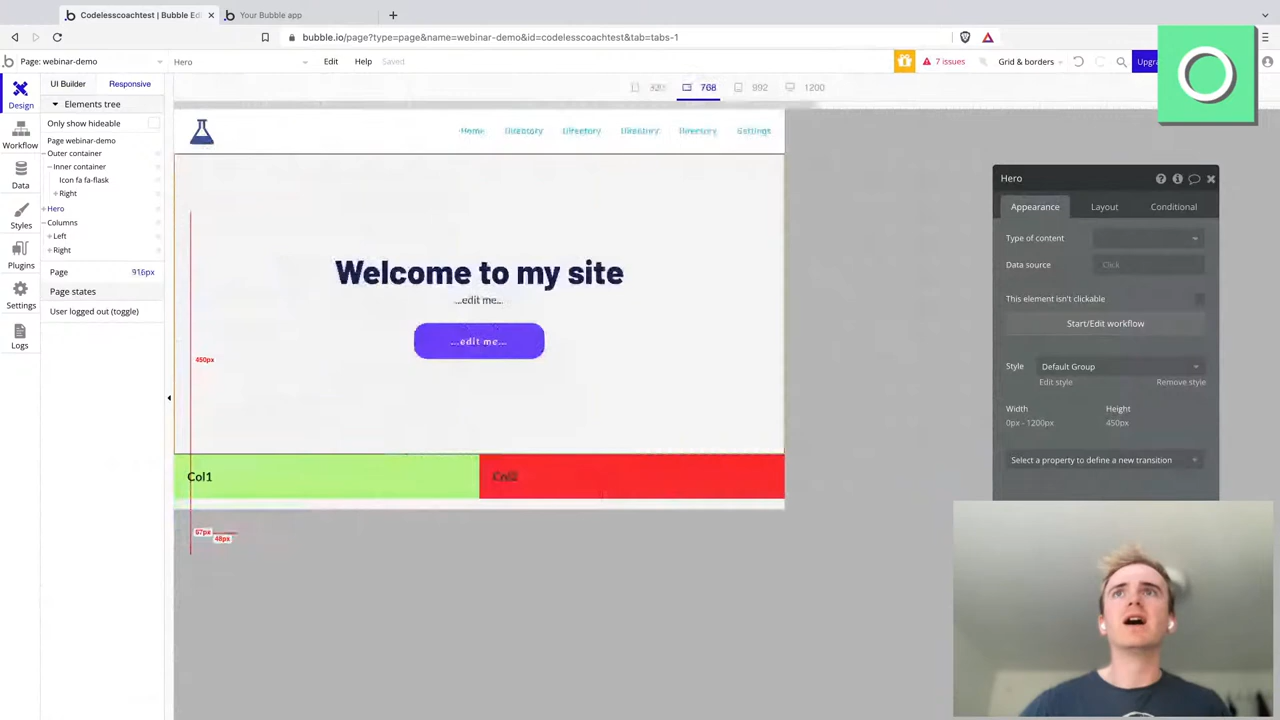 Codelesscoachtest | Bubble Edi
Your Bubble app
bubble.io/page?type=page&name=webinar-demo&id=codelesscoachtest&tab=tabs-1
Page: webinar-demo
Hero
Edit
Help
Saved
7 issues
Grid & borders
Upgra
Design
Workflow
Data
Styles
Plugins
Settings
Logs
UI Builder
Responsive
Elements tree
Only show hideable
Page webinar-demo
Outer container
Inner container
Icon fa fa-flask
Right
Hero
Columns
Left
Right
Page
916px
Page states
User logged out (toggle)
768
992
1200
Home
Directory
Directory
Directory
Directory
Settings
Welcome to my site
...edit me...
...edit me...
450px
Col1
Col2
57px
48px
Hero
Appearance
Layout
Conditional
Type of content
Data source
Click
This element isn't clickable
Start/Edit workflow
Style
Default Group
Edit style
Remove style
Width
Height
0px - 1200px
450px
Select a property to define a new transition